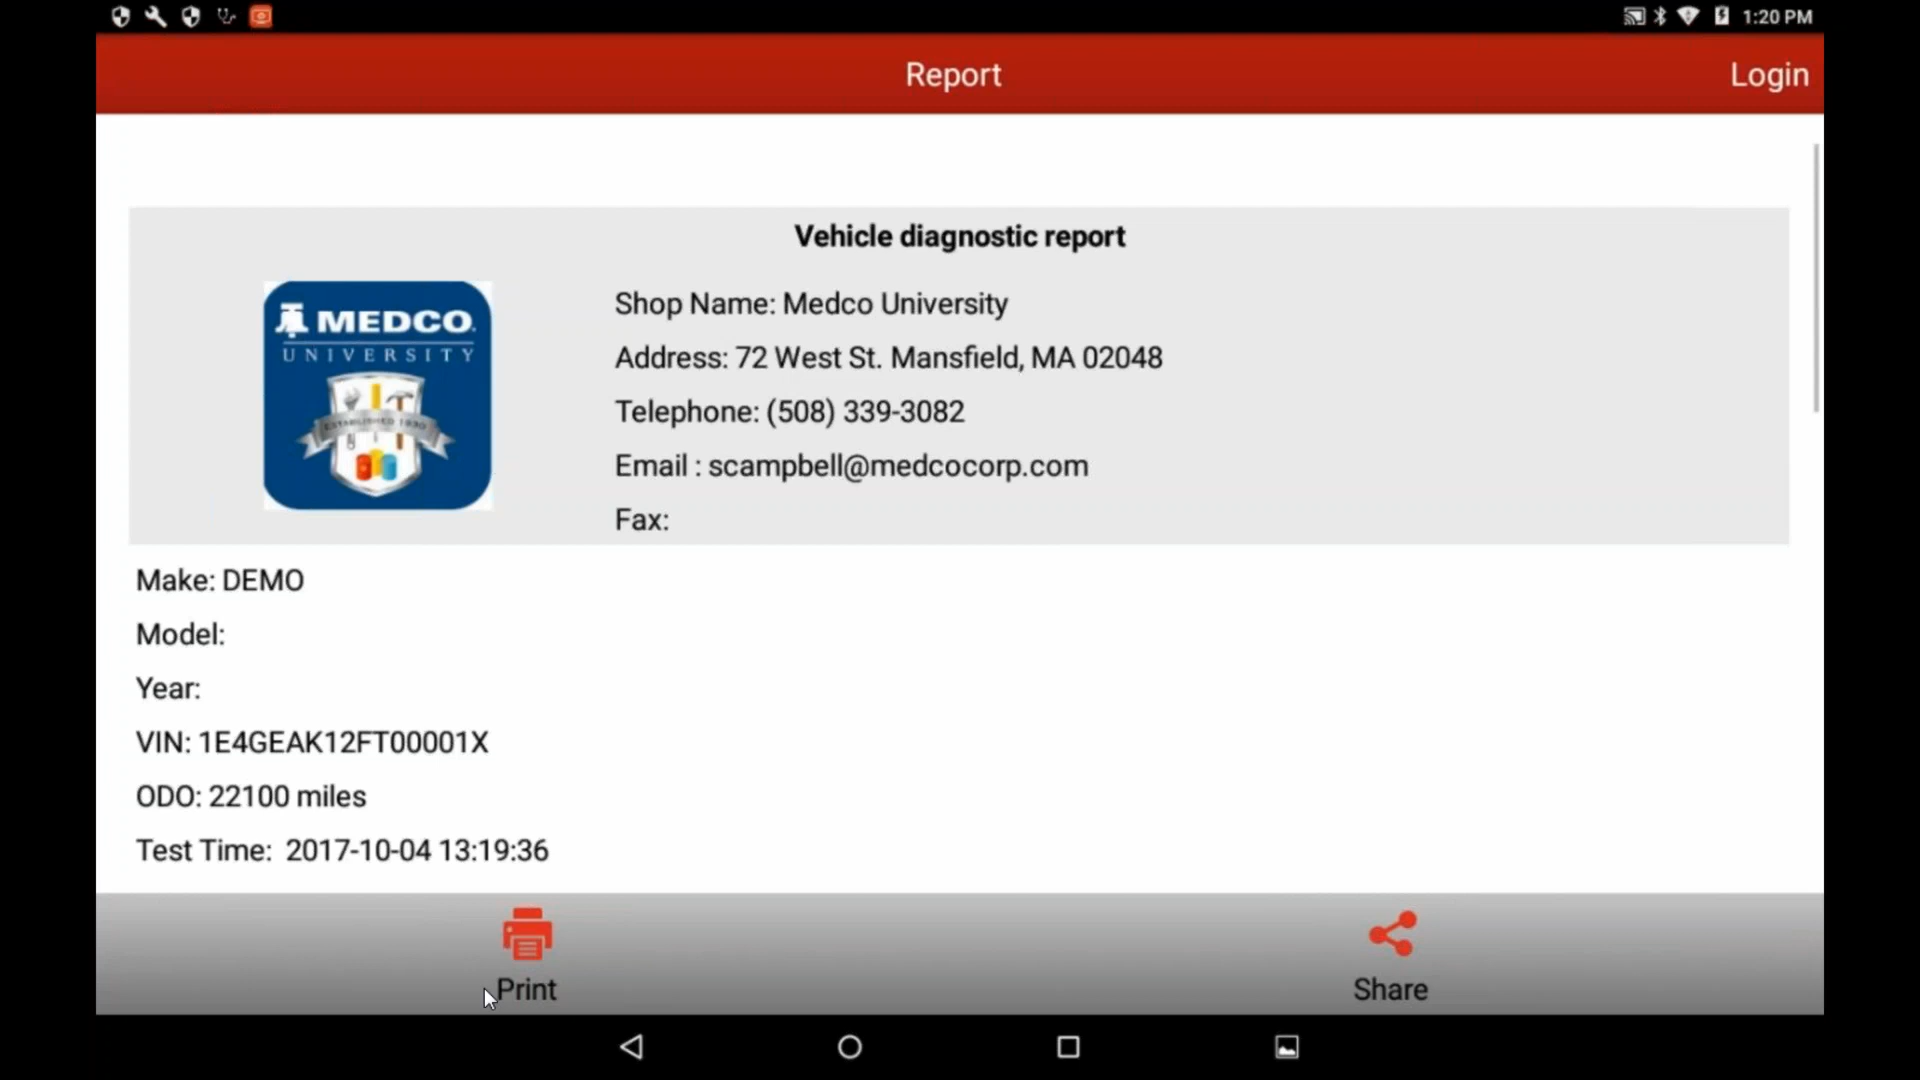 1:20 PM
Report
Login
Vehicle diagnostic report
MEDCO
UNIVERSITY
ESTABLISHED 1930
Shop Name: Medco University
Address: 72 West St. Mansfield, MA 02048
Telephone: (508) 339-3082
Email : scampbell@medcocorp.com
Fax:
Make: DEMO
Model:
Year:
VIN: 1E4GEAK12FT00001X
ODO: 22100 miles
Test Time: 2017-10-04 13:19:36
Print
Share